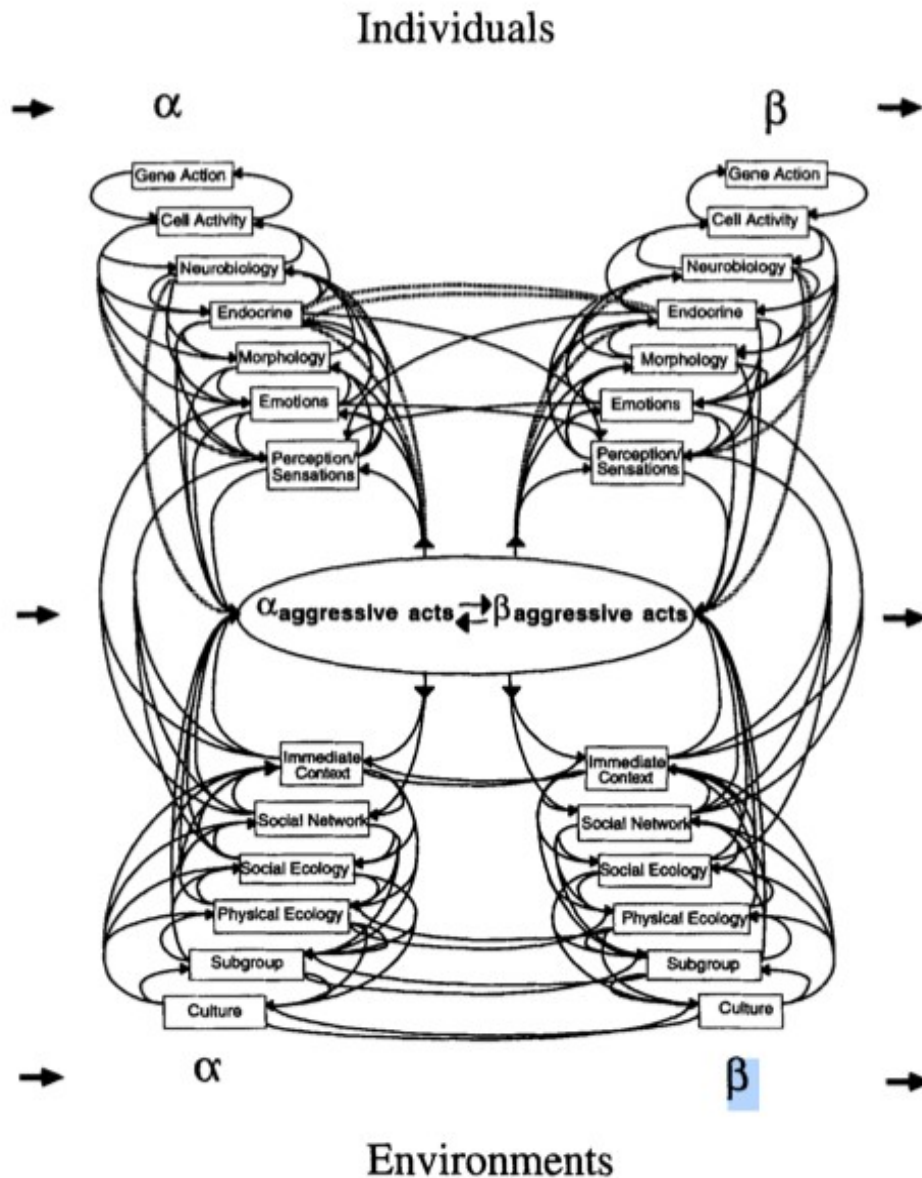 Individuals
α β
Gene Action Gene Action
Cell Activity Cell Activity
Neurobiology Neurobiology
Endocrine Endocrine
Morphology Morphology
Emotions Emotions
Perception/ Perception/
Sensations Sensations
α aggressive acts β aggressive acts
Immediate Immediate
Context Context
Social Network Social Network
Social Ecology Social Ecology
Physical Ecology Physical Ecology
Subgroup Subgroup
Culture Culture
α β
Environments